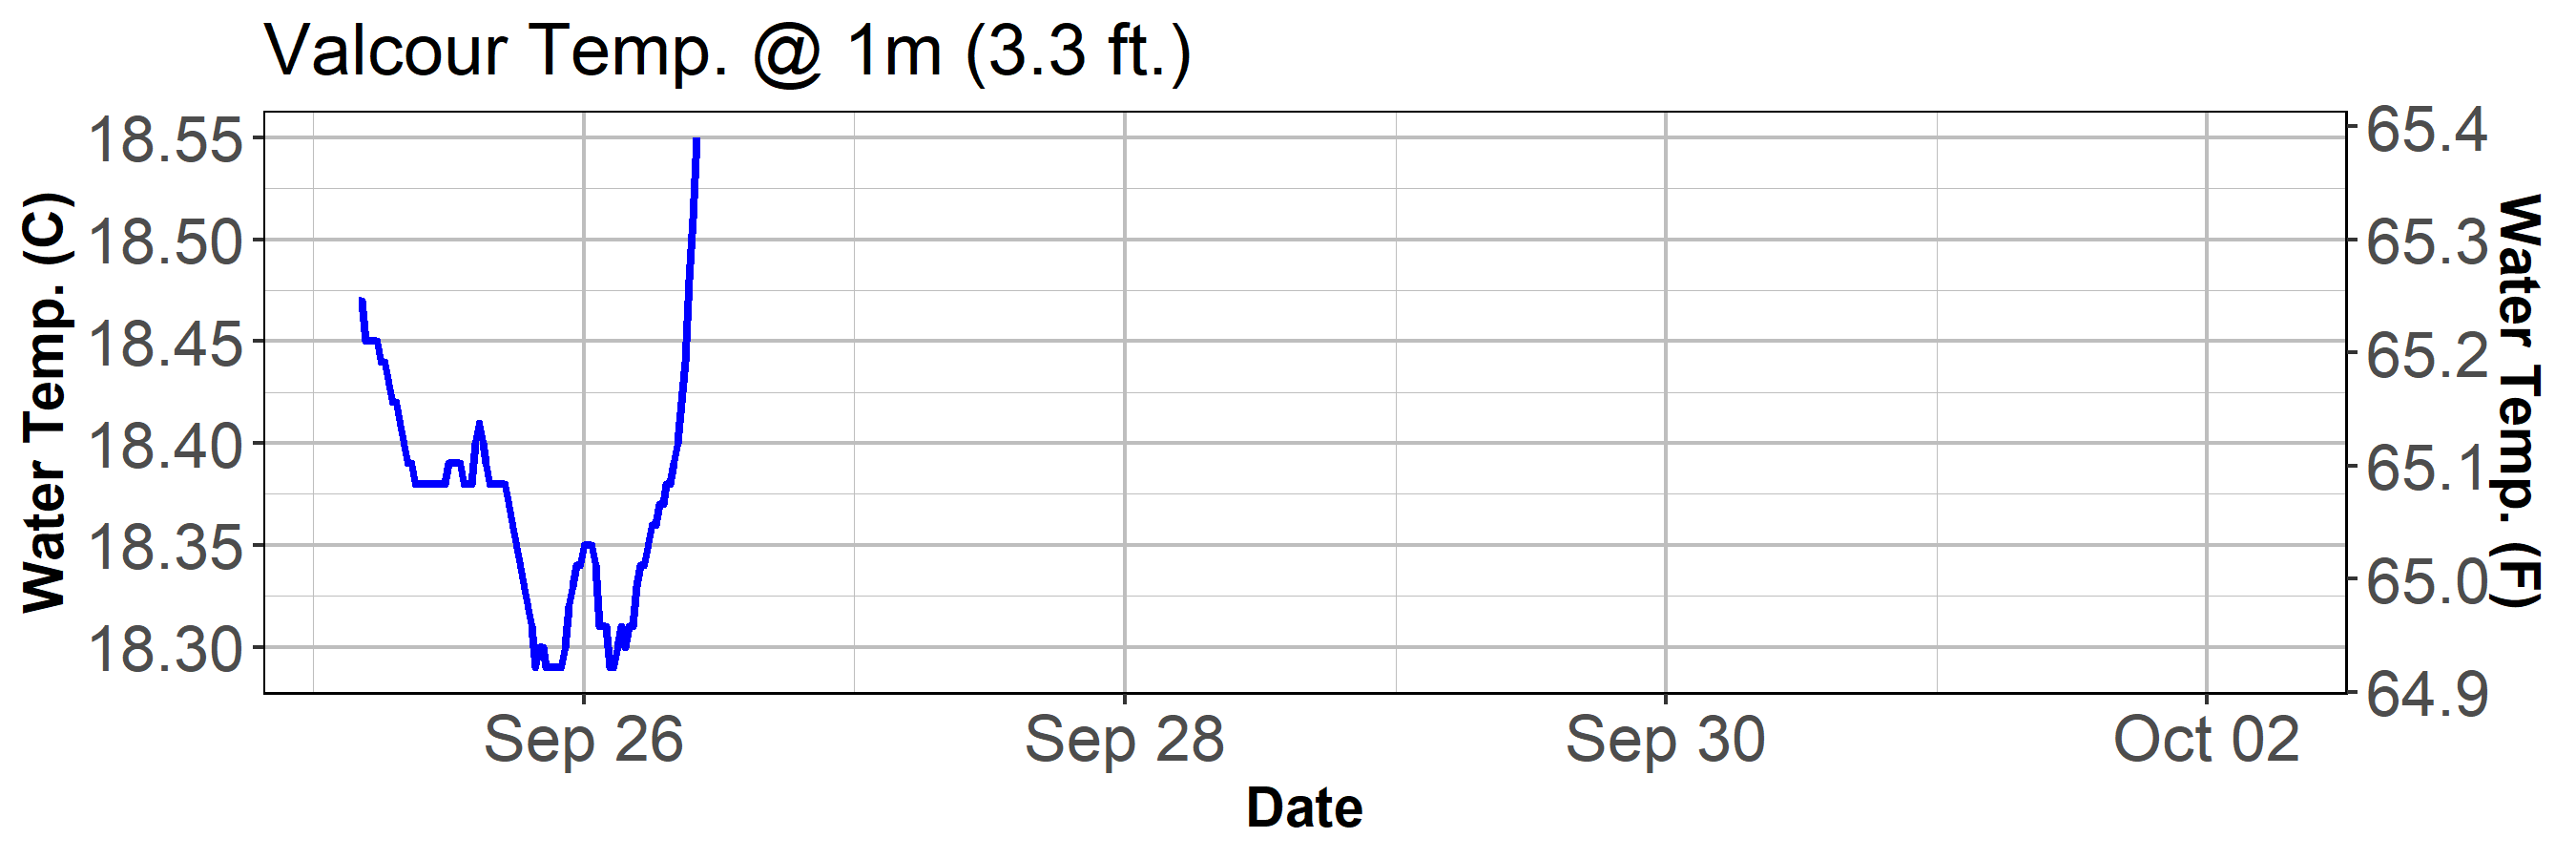 Valcour Temp. @ 1m (3.3 ft.)
Water Temp. (C)
18.55
18.50
18.45
18.40
18.35
18.30
65.4
65.3
65.2
65.1
65.0
64.9
Water Temp. (F)
Sep 26
Sep 28
Sep 30
Oct 02
Date